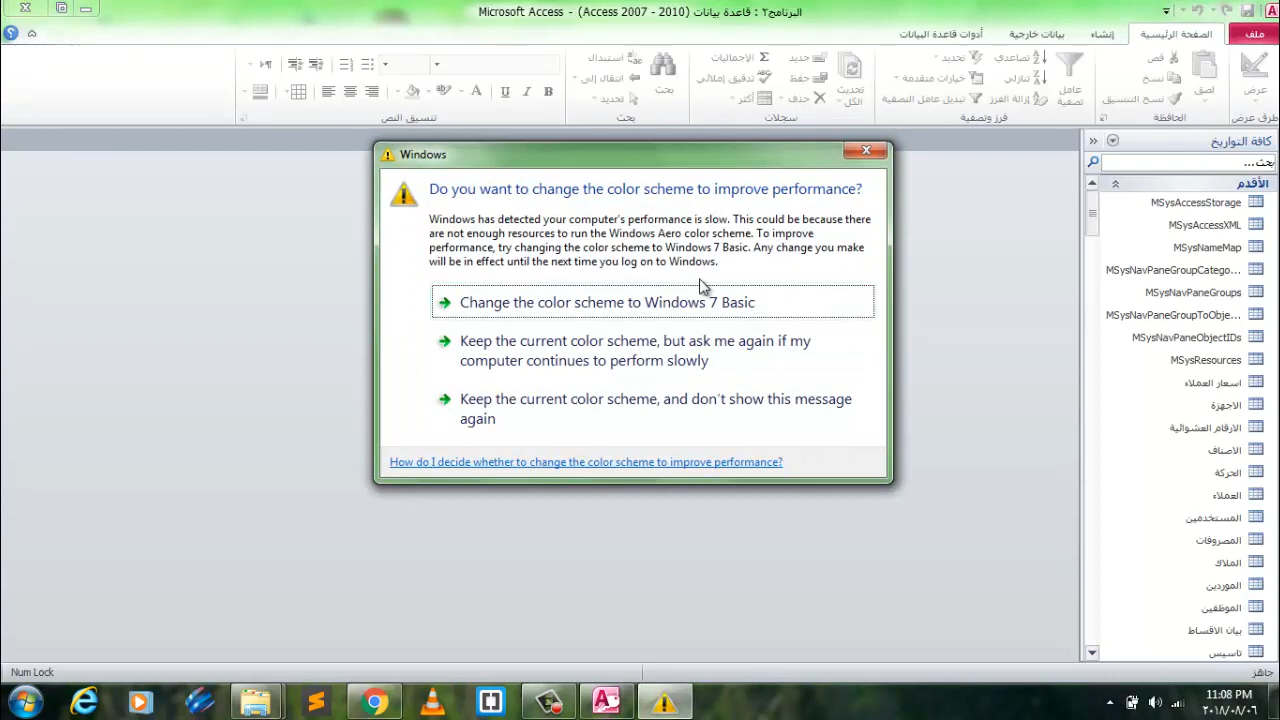 البرنامج٢ : قاعدة بيانات (Access 2007 - 2010) - Microsoft Access
ملف
الصفحة الرئيسية
إنشاء
بيانات خارجية
أدوات قاعدة البيانات
عرض
طرق عرض
لصق
قص
نسخ
نسخ التنسيق
الحافظة
عامل تصفية
تصاعدي
تنازلي
إزالة الفرز
تحديد
خيارات متقدمة
تبديل عامل التصفية
فرز وتصفية
تحديث الكل
جديد
حفظ
حذف
الإجماليات
تدقيق إملائي
أكثر
سجلات
بحث
استبدال
الانتقال إلى
تحديد
بحث
B I U A
تنسيق النص
كافة التواريخ
بحث...
الأقدم
MSysAccessStorage
MSysAccessXML
MSysNameMap
MSysNavPaneGroupCatego...
MSysNavPaneGroups
MSysNavPaneGroupToObje...
MSysNavPaneObjectIDs
MSysResources
اسعار العملاء
الاجهزة
الارقام العشوائية
الاصناف
الحركة
العملاء
المستخدمين
المصروفات
الملاك
الموردين
الموظفين
بيان الاقساط
تاسيس
Windows
Do you want to change the color scheme to improve performance?
Windows has detected your computer's performance is slow. This could be because there
are not enough resources to run the Windows Aero color scheme. To improve
performance, try changing the color scheme to Windows 7 Basic. Any change you make
will be in effect until the next time you log on to Windows.
Change the color scheme to Windows 7 Basic
Keep the current color scheme, but ask me again if my
computer continues to perform slowly
Keep the current color scheme, and don't show this message
again
How do I decide whether to change the color scheme to improve performance?
Num Lock
جاهز
11:08 PM
٢٠١٨/٠٨/٠٦